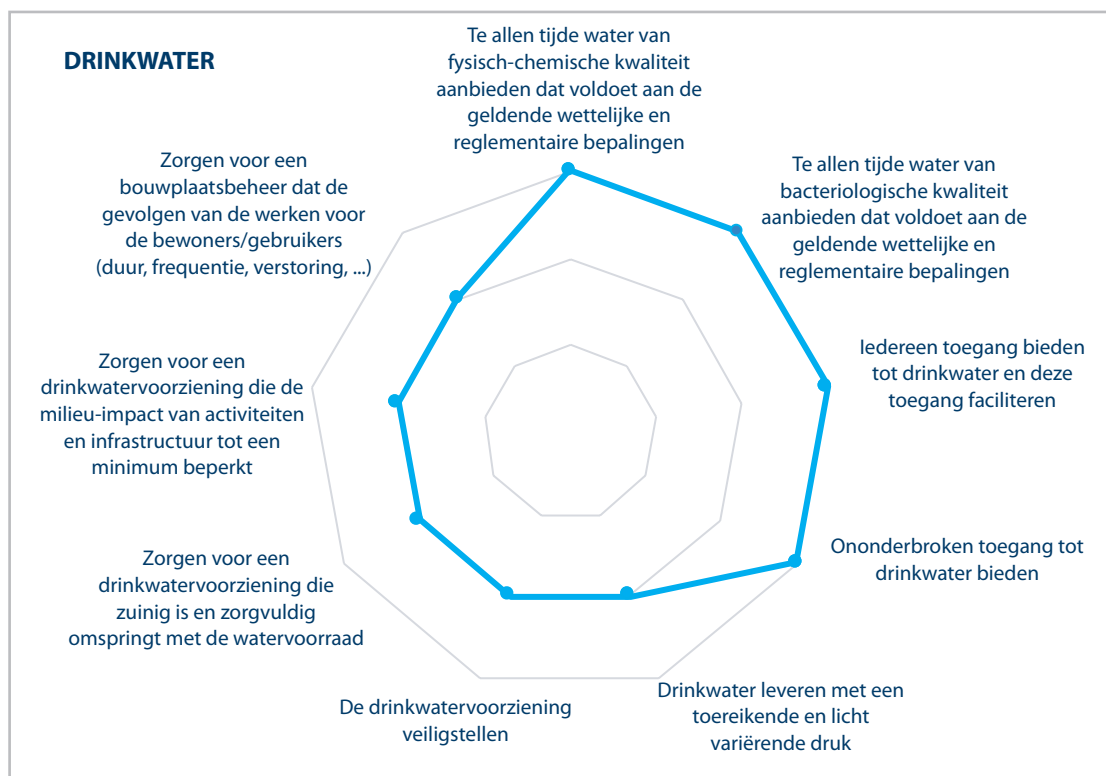 DRINKWATER
Te allen tijde water van
fysisch-chemische kwaliteit
aanbieden dat voldoet aan de
geldende wettelijke en
reglementaire bepalingen
Te allen tijde water van
bacteriologische kwaliteit
aanbieden dat voldoet aan de
geldende wettelijke en
reglementaire bepalingen
Iedereen toegang bieden
tot drinkwater en deze
toegang faciliteren
Ononderbroken toegang tot
drinkwater bieden
Drinkwater leveren met een
toereikende en licht
variërende druk
De drinkwatervoorziening
veiligstellen
Zorgen voor een
drinkwatervoorziening die
zuinig is en zorgvuldig
omspringt met de watervoorraad
Zorgen voor een
drinkwatervoorziening die de
milieu-impact van activiteiten
en infrastructuur tot een
minimum beperkt
Zorgen voor een
bouwplaatsbeheer dat de
gevolgen van de werken voor
de bewoners/gebruikers
(duur, frequentie, verstoring, ...)